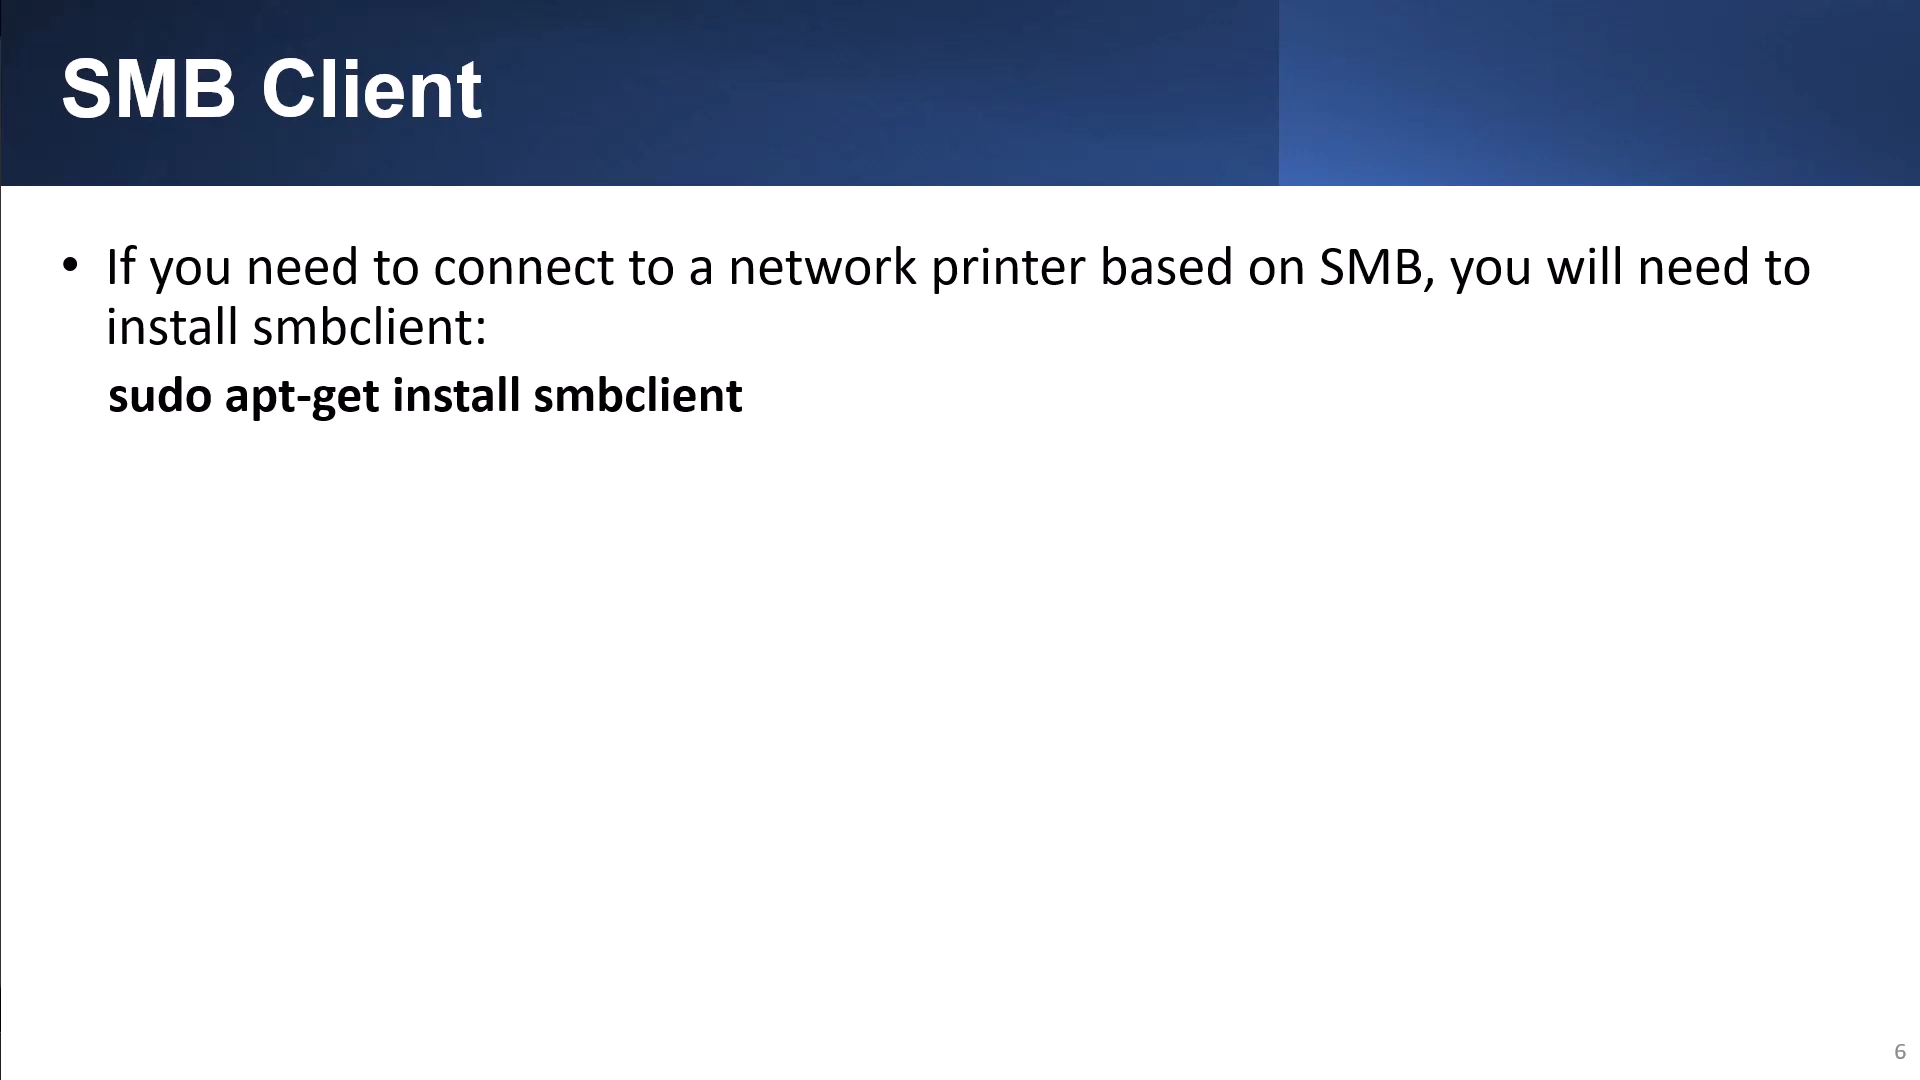 SMB Client
• If you need to connect to a network printer based on SMB, you will need to
install smbclient:
sudo apt-get install smbclient
6